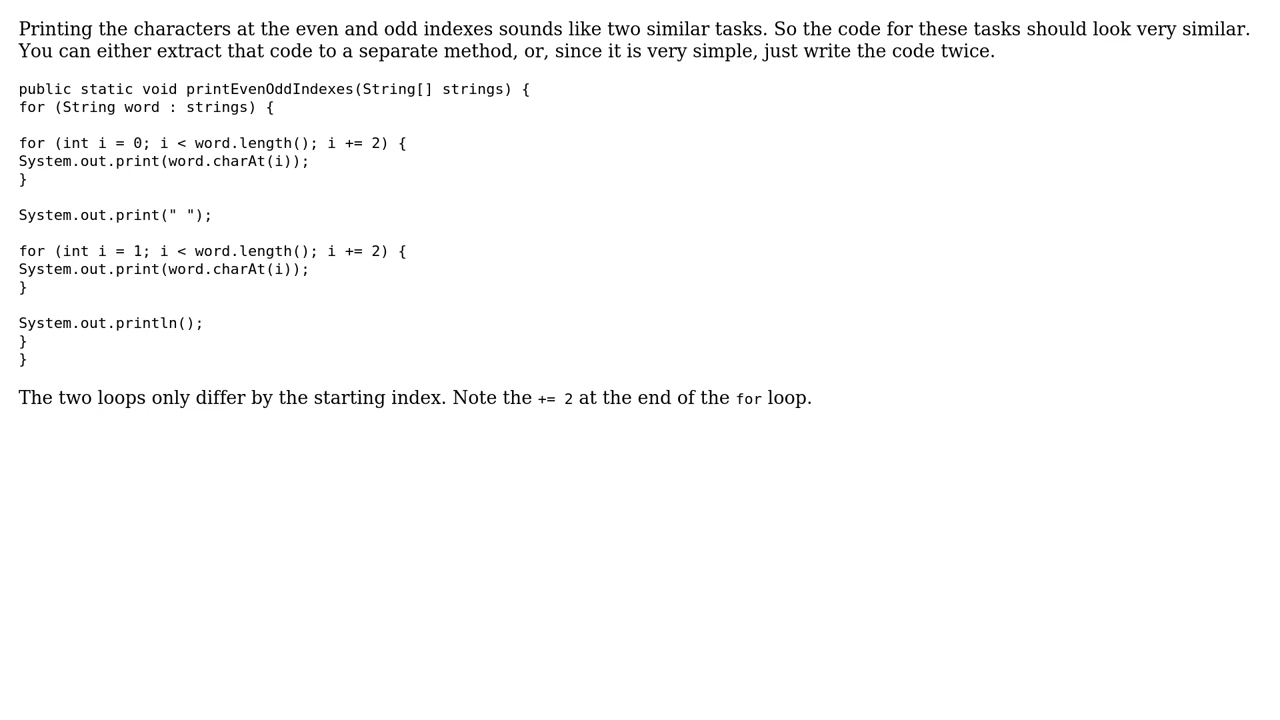 Printing the characters at the even and odd indexes sounds like two similar tasks. So the code for these tasks should look very similar.
You can either extract that code to a separate method, or, since it is very simple, just write the code twice.
public static void printEvenOddIndexes(String[] strings) {
for (String word : strings) {
for (int i = 0; i < word.length(); i += 2) {
System.out.print(word.charAt(i));
}
System.out.print(" ");
for (int i = 1; i < word.length(); i += 2) {
System.out.print(word.charAt(i));
}
System.out.println();
}
}
The two loops only differ by the starting index. Note the += 2 at the end of the for loop.